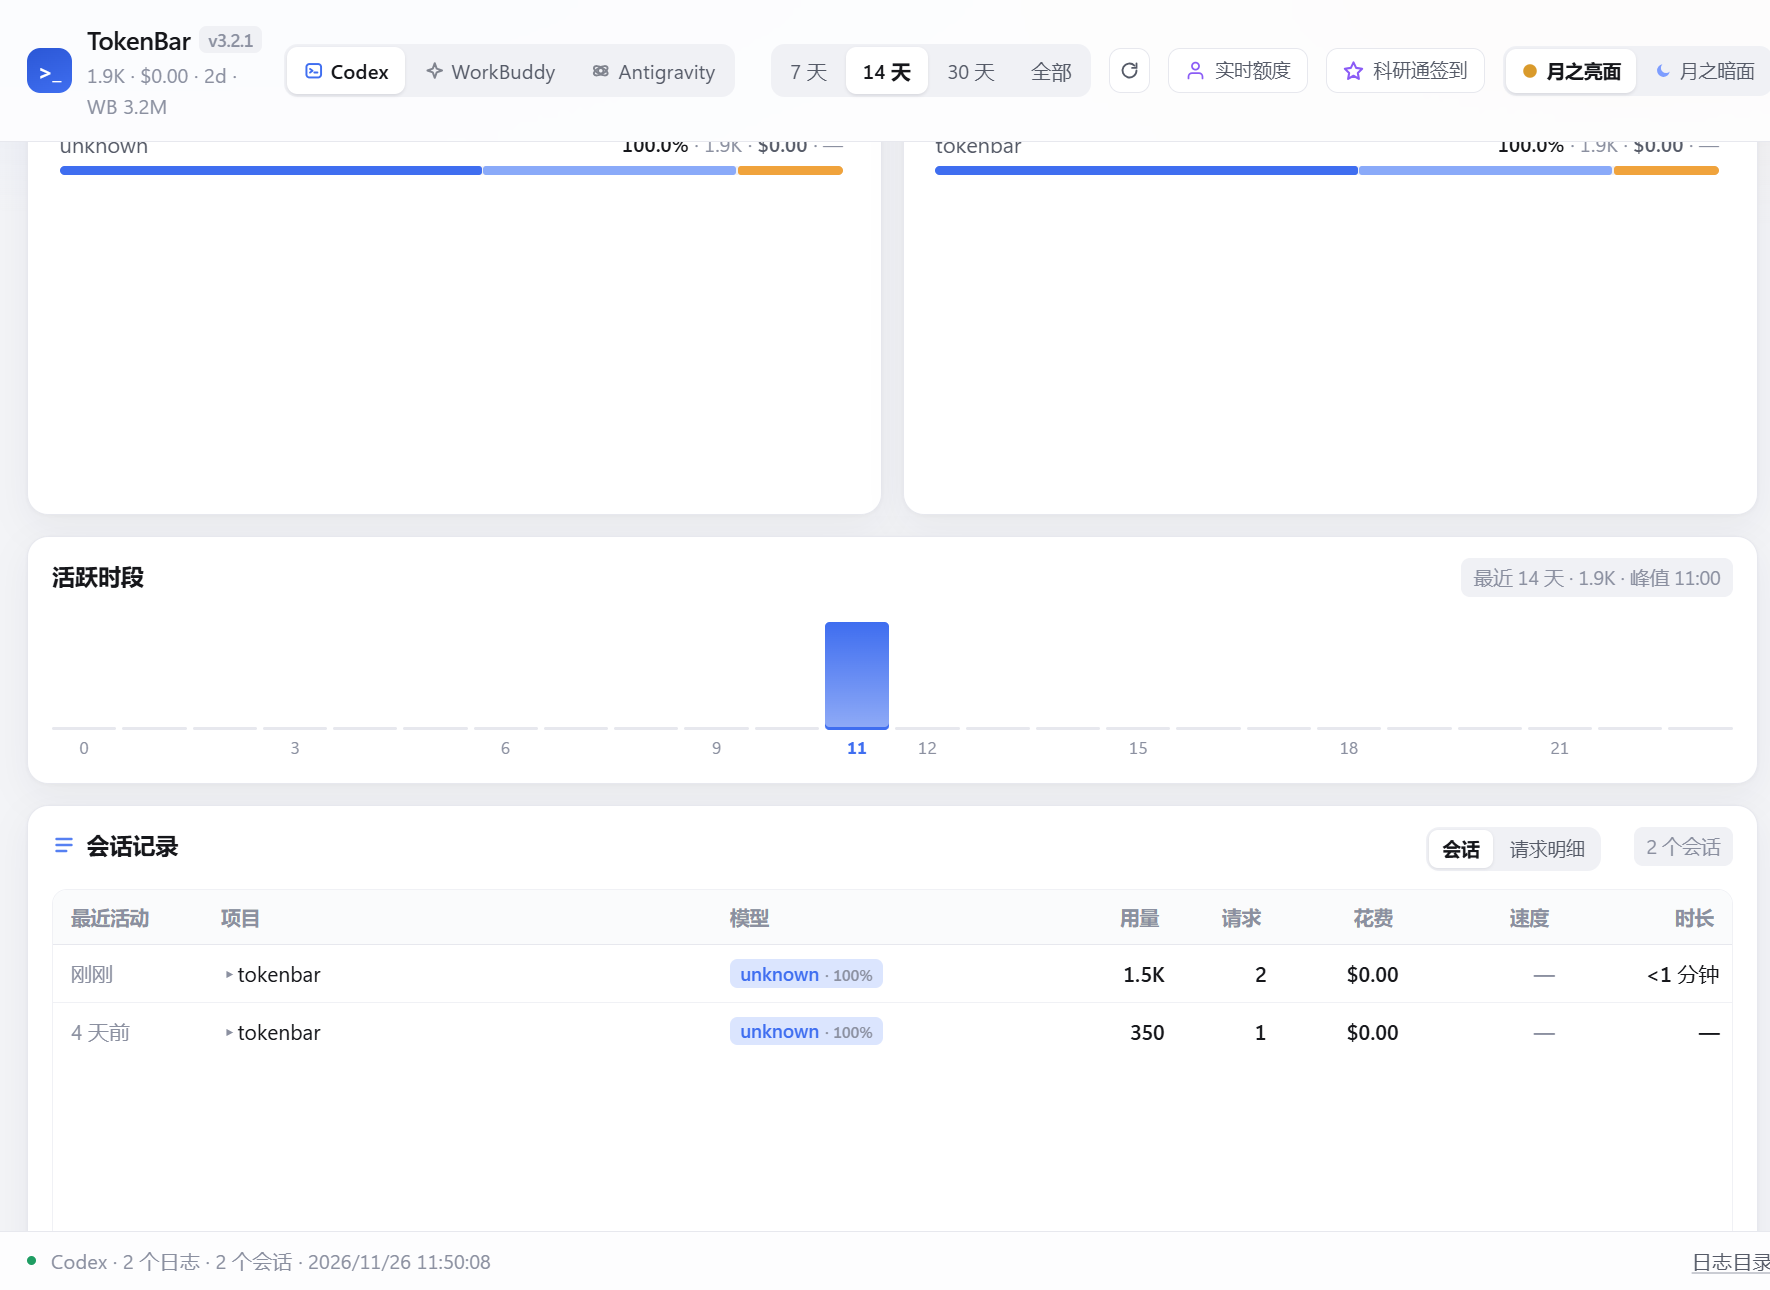 TokenBar v3.2.1
1.9K · $0.00 · 2d ·
WB 3.2M
Codex WorkBuddy Antigravity
7 天 14 天 30 天 全部
实时额度
科研通签到
月之亮面 月之暗面
unknown 100.0% · 1.9K · $0.00 · —
tokenbar 100.0% · 1.9K · $0.00 · —
活跃时段
最近 14 天 · 1.9K · 峰值 11:00
0 3 6 9 11 12 15 18 21
会话记录
会话 请求明细
2 个会话
最近活动 项目 模型 用量 请求 花费 速度 时长
刚刚 ▸ tokenbar unknown · 100% 1.5K 2 $0.00 — <1 分钟
4 天前 ▸ tokenbar unknown · 100% 350 1 $0.00 — —
Codex · 2 个日志 · 2 个会话 · 2026/11/26 11:50:08
日志目录